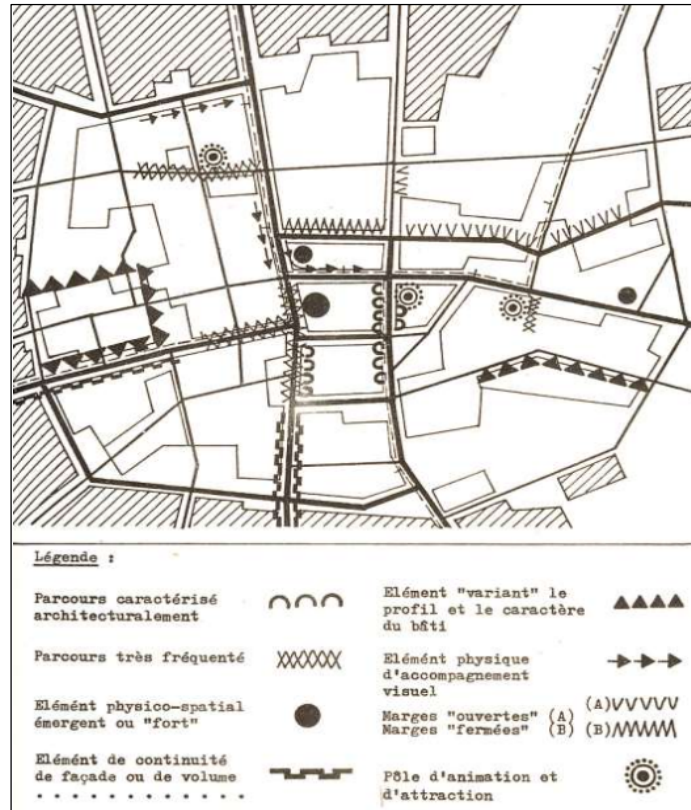 Légende :
Parcours caractérisé
architecturalement
Parcours très fréquenté
Elément physico-spatial
émergent ou "fort"
Elémént de continuité
de façade ou de volume
Elément "variant" le
profil et le caractère
du bâti
Elément physique
d'accompagnement
visuel
(A)
Marges "ouvertes" (A)
Marges "fermées" (B) (B)
Pôle d'animation et
d'attraction